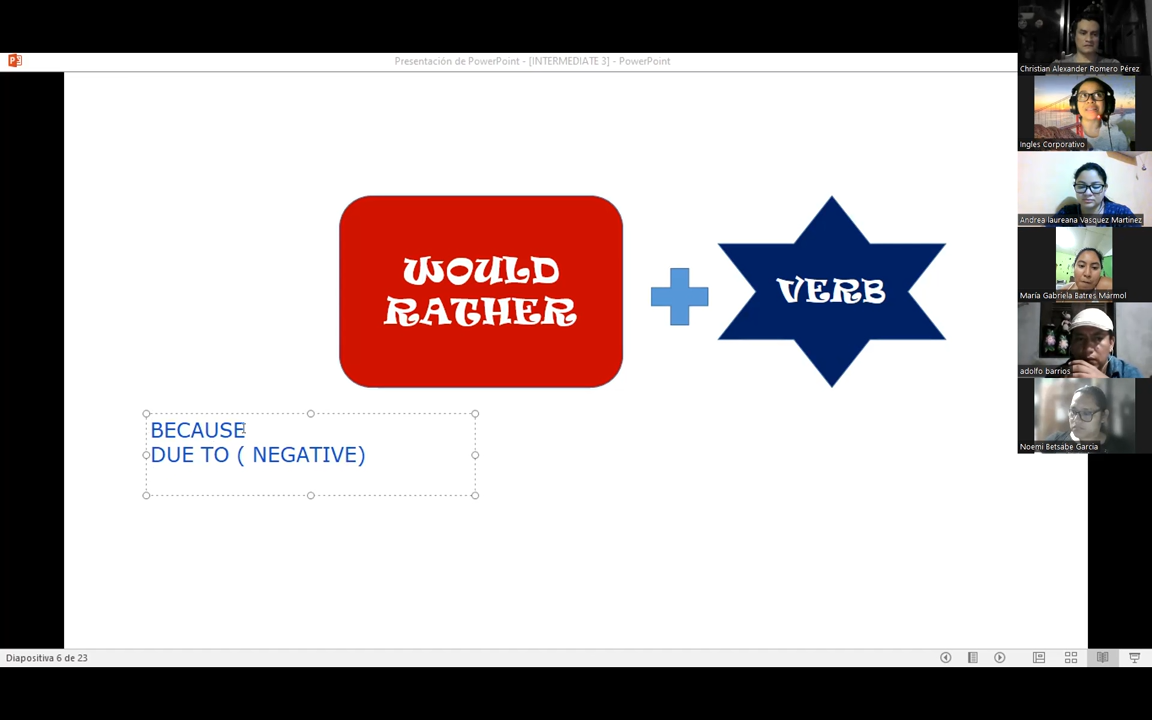 Presentación de PowerPoint - [INTERMEDIATE 3] - PowerPoint
WOULD
RATHER
VERB
BECAUSE
DUE TO ( NEGATIVE)
Christian Alexander Romero Pérez
Ingles Corporativo
Andrea laureana Vasquez Martinez
María Gabriela Batres Mármol
adolfo barrios
Noemi Betsabe Garcia
Diapositiva 6 de 23